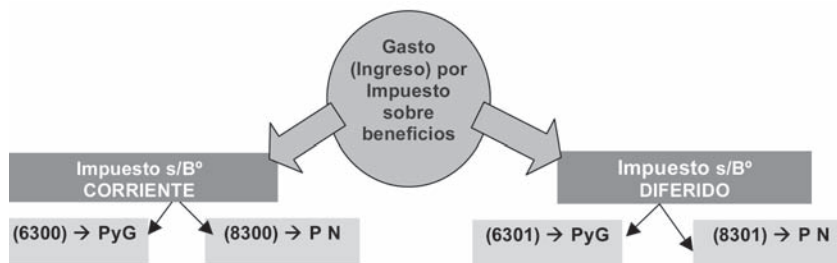 Gasto
(Ingreso) por
Impuesto
sobre
beneficios
Impuesto s/Bº
CORRIENTE
Impuesto s/Bº
DIFERIDO
(6300) → PyG
(8300) → P N
(6301) → PyG
(8301) → P N